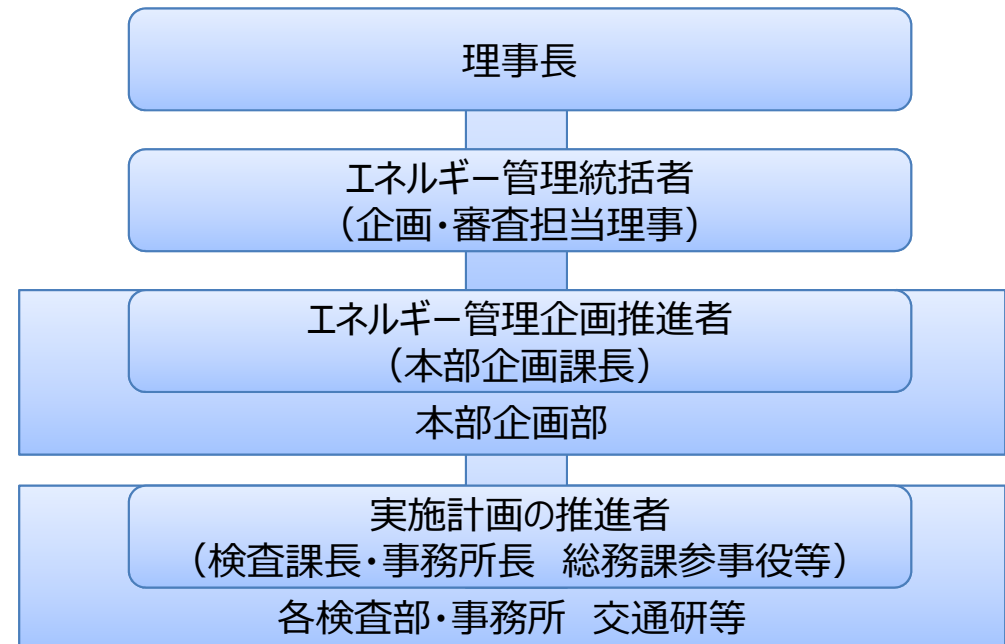 理事長
エネルギー管理統括者
（企画・審査担当理事）
エネルギー管理企画推進者
（本部企画課長）
本部企画部
実施計画の推進者
（検査課長・事務所長　総務課参事役等）
各検査部・事務所　交通研等